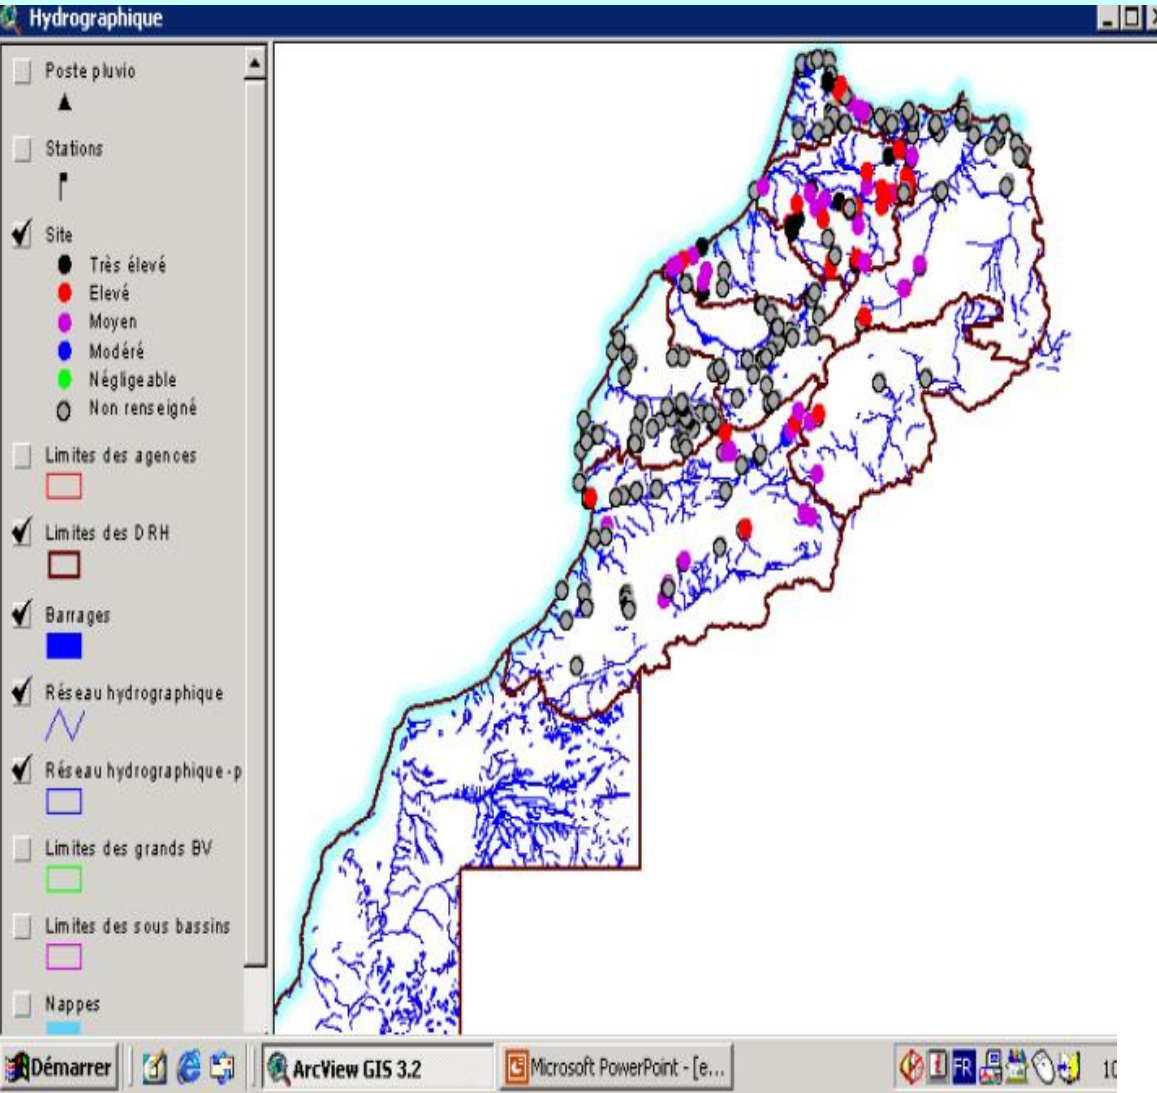 Hydrographique
Poste pluvio
Stations
Site
Très élevé
Elevé
Moyen
Modéré
Négligeable
Non renseigné
Limites des agences
Limites des DRH
Barrages
Réseau hydrographique
Réseau hydrographique-p
Limites des grands BV
Limites des sous bassins
Nappes
Démarrer
ArcView GIS 3.2
Microsoft PowerPoint - [e...
FR
10